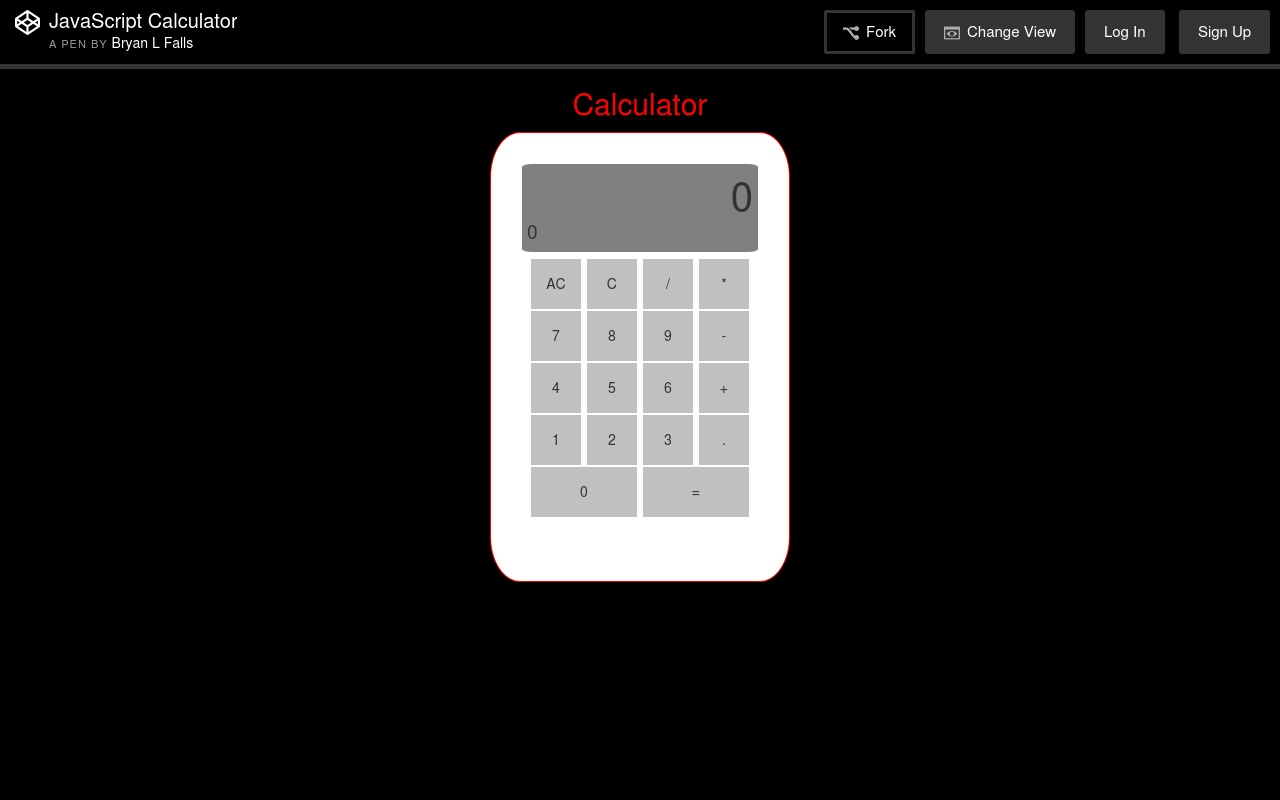 JavaScript Calculator
A PEN BY Bryan L Falls
Fork
Change View
Log In
Sign Up
Calculator
0
0
AC C / *
7 8 9 -
4 5 6 +
1 2 3 .
0 =